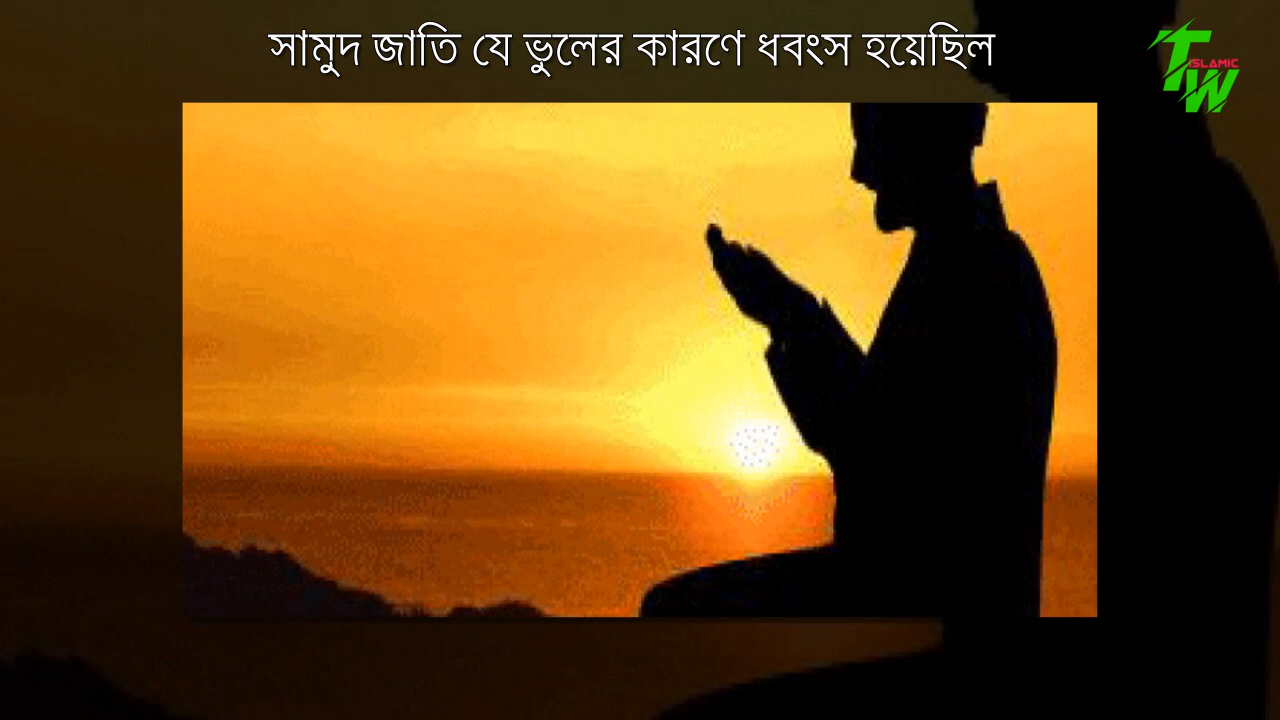 সামুদ জাতি যে ভুলের কারণে ধবংস হয়েছিল
TW
ISLAMIC